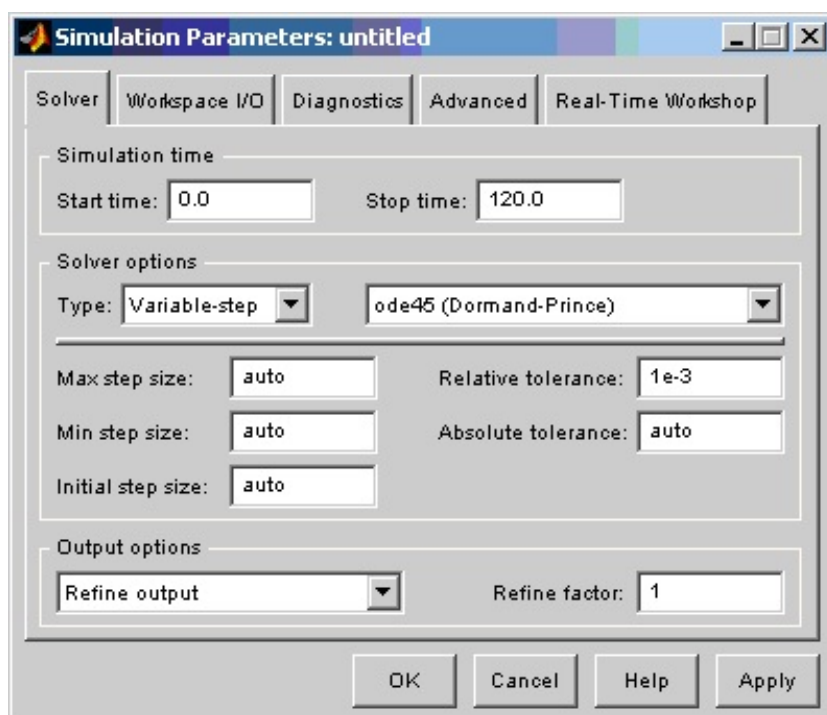 Simulation Parameters: untitled
Solver Workspace I/O Diagnostics Advanced Real-Time Workshop
Simulation time
Start time: 0.0 Stop time: 120.0
Solver options
Type: Variable-step ode45 (Dormand-Prince)
Max step size: auto Relative tolerance: 1e-3
Min step size: auto Absolute tolerance: auto
Initial step size: auto
Output options
Refine output Refine factor: 1
OK Cancel Help Apply